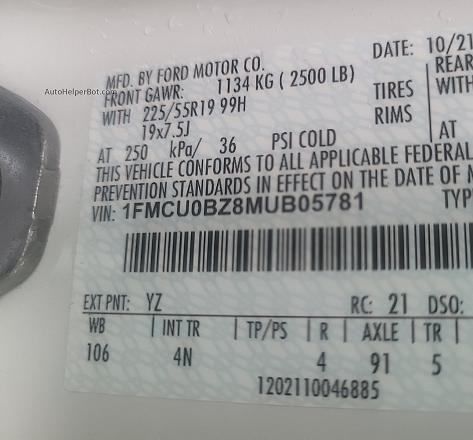 MFD. BY FORD MOTOR CO.
DATE: 10/21
FRONT GAWR: 1134 KG ( 2500 LB)
REAR
WITH 225/55R19 99H TIRES WITH
19x7.5J RIMS
AT 250 kPa/ 36 PSI COLD AT
THIS VEHICLE CONFORMS TO ALL APPLICABLE FEDERAL
PREVENTION STANDARDS IN EFFECT ON THE DATE OF M
VIN: 1FMCU0BZ8MUB05781 TYP
EXT PNT: YZ RC: 21 DSO:
WB | INT TR | TP/PS | R | AXLE | TR |
106 4N 4 91 5
1202110046885
AutoHelperBot.com